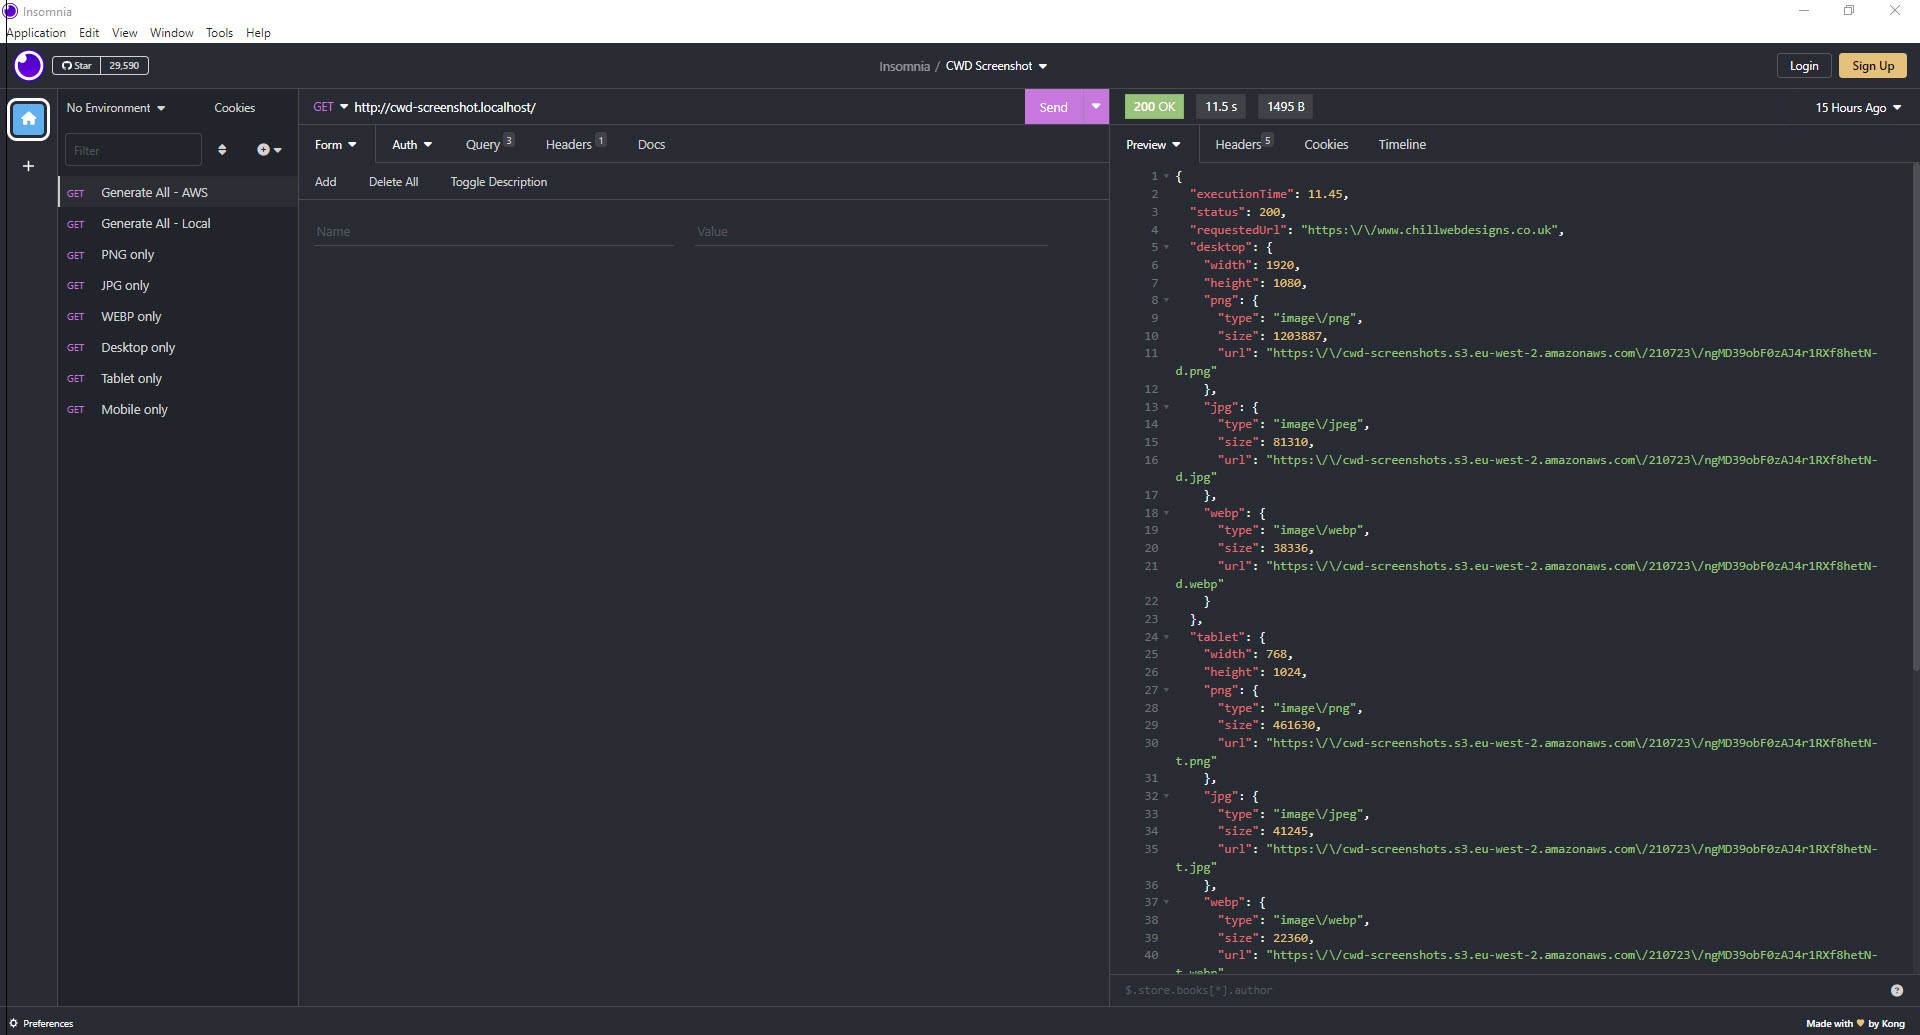 Insomnia
Application Edit View Window Tools Help
Star 29,590
Insomnia / CWD Screenshot
Login Sign Up
No Environment Cookies
GET http://cwd-screenshot.localhost/ Send
200 OK 11.5 s 1495 B 15 Hours Ago
Filter
Form Auth Query 3 Headers 1 Docs
Preview Headers 5 Cookies Timeline
Add Delete All Toggle Description
Name Value
GET Generate All - AWS
GET Generate All - Local
GET PNG only
GET JPG only
GET WEBP only
GET Desktop only
GET Tablet only
GET Mobile only
1 {
2 "executionTime": 11.45,
3 "status": 200,
4 "requestedUrl": "https:\/\/www.chillwebdesigns.co.uk",
5 "desktop": {
6 "width": 1920,
7 "height": 1080,
8 "png": {
9 "type": "image\/png",
10 "size": 1203887,
11 "url": "https:\/\/cwd-screenshots.s3.eu-west-2.amazonaws.com\/210723\/ngMD39obF0zAJ4r1RXf8hetN-
d.png"
12 },
13 "jpg": {
14 "type": "image\/jpeg",
15 "size": 81310,
16 "url": "https:\/\/cwd-screenshots.s3.eu-west-2.amazonaws.com\/210723\/ngMD39obF0zAJ4r1RXf8hetN-
d.jpg"
17 },
18 "webp": {
19 "type": "image\/webp",
20 "size": 38336,
21 "url": "https:\/\/cwd-screenshots.s3.eu-west-2.amazonaws.com\/210723\/ngMD39obF0zAJ4r1RXf8hetN-
d.webp"
22 }
23 },
24 "tablet": {
25 "width": 768,
26 "height": 1024,
27 "png": {
28 "type": "image\/png",
29 "size": 461630,
30 "url": "https:\/\/cwd-screenshots.s3.eu-west-2.amazonaws.com\/210723\/ngMD39obF0zAJ4r1RXf8hetN-
t.png"
31 },
32 "jpg": {
33 "type": "image\/jpeg",
34 "size": 41245,
35 "url": "https:\/\/cwd-screenshots.s3.eu-west-2.amazonaws.com\/210723\/ngMD39obF0zAJ4r1RXf8hetN-
t.jpg"
36 },
37 "webp": {
38 "type": "image\/webp",
39 "size": 22360,
40 "url": "https:\/\/cwd-screenshots.s3.eu-west-2.amazonaws.com\/210723\/ngMD39obF0zAJ4r1RXf8hetN-
t.webp"
$.store.books[*].author
Preferences
Made with by Kong